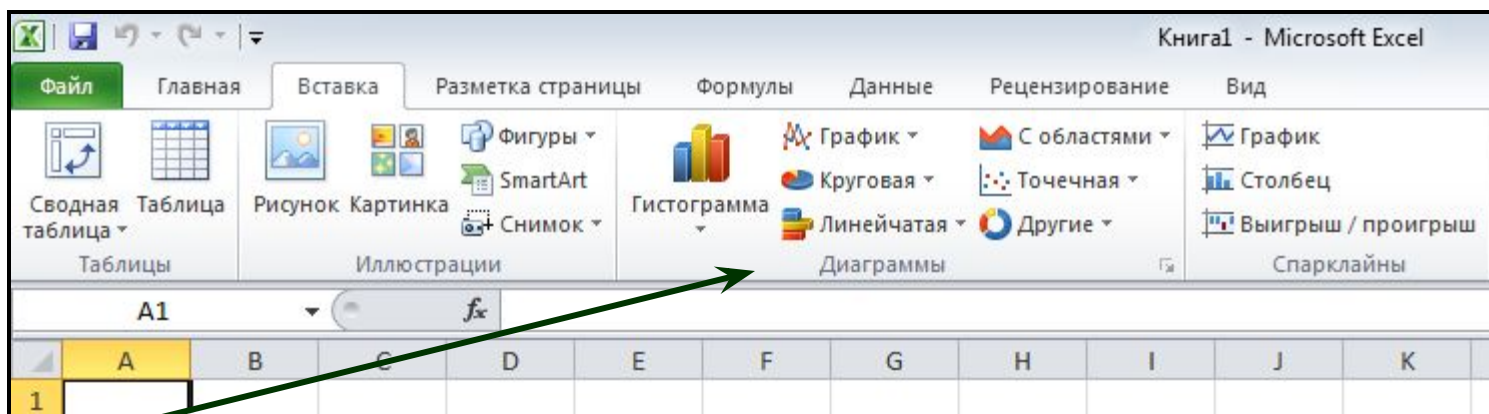 Книга1 - Microsoft Excel
Файл Главная Вставка Разметка страницы Формулы Данные Рецензирование Вид
Сводная таблица Таблица
Таблицы
Рисунок Картинка
Фигуры
SmartArt
Снимок
Иллюстрации
Гистограмма
График
Круговая
Линейчатая
С областями
Точечная
Другие
Диаграммы
График
Столбец
Выигрыш / проигрыш
Спарклайны
A1 fx
A B C D E F G H I J K
1